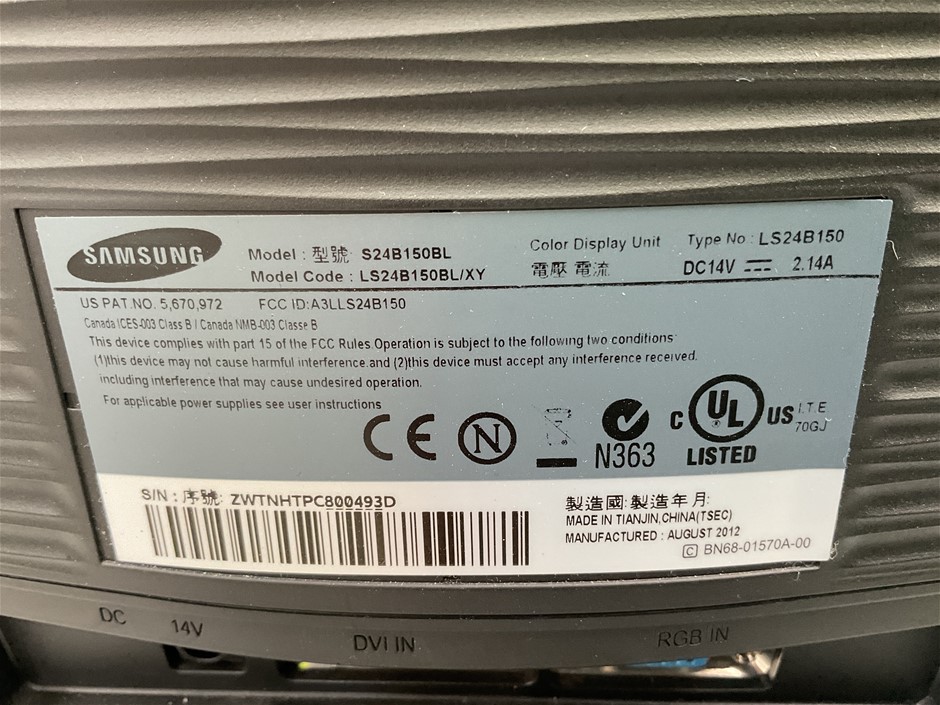 SAMSUNG
Model : 型號 S24B150BL
Model Code : LS24B150BL/XY
Color Display Unit
Type No : LS24B150
電壓 電流
DC14V 2.14A
US PAT.NO. 5,670,972 FCC ID:A3LLS24B150
Canada ICES-003 Class B / Canada NMB-003 Classe B
This device complies with part 15 of the FCC Rules.Operation is subject to the following two conditions:
(1)this device may not cause harmful interference.and (2)this device must accept any interference received.
including interference that may cause undesired operation.
For applicable power supplies see user instructions
CE
N
N363
C UL US
LISTED
I.T.E
70GJ
S/N : 序號: ZWTNHTPC800493D
製造國: 製造年月:
MADE IN TIANJIN,CHINA(TSEC)
MANUFACTURED : AUGUST 2012
C BN68-01570A-00
DC 14V
DVI IN
RGB IN